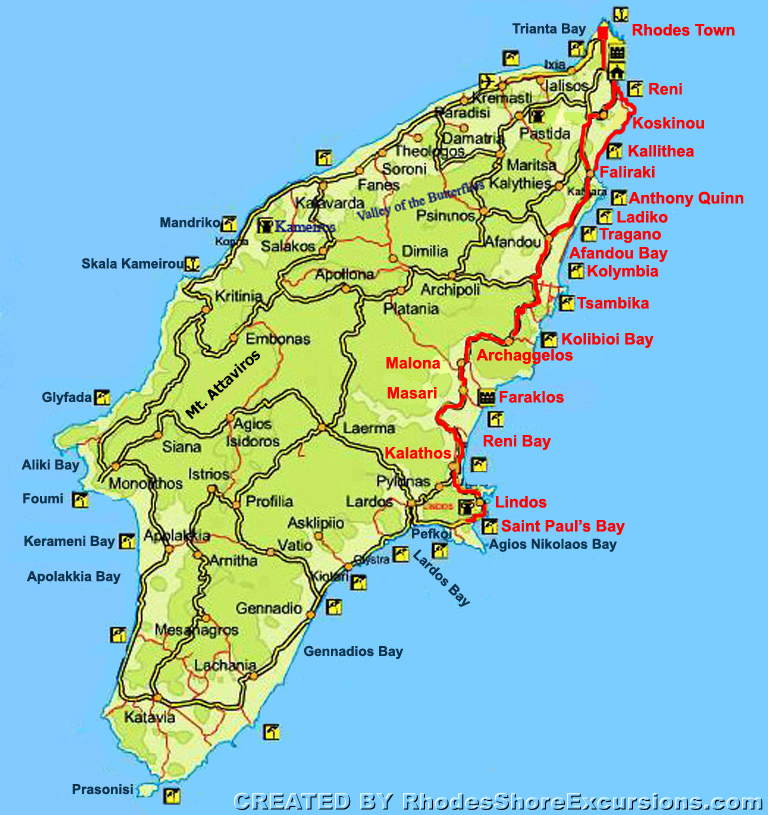 Trianta Bay
Rhodes Town
Ixia
Ialisos
Kremasti
Reni
Paradisi
Koskinou
Damatria
Pastida
Theologos
Kallithea
Maritsa
Soroni
Faliraki
Fanes
Kalythies
Kalavarda
Valley of the Butterflies
Anthony Quinn
Psinthos
Ladiko
Mandriko
Kameiros
Tragano
Salakos
Afandou
Afandou Bay
Dimilia
Skala Kameirou
Kolymbia
Apollona
Archipoli
Kritinia
Platania
Tsambika
Embonas
Kolibioi Bay
Archaggelos
Malona
Mt. Attaviros
Masari
Faraklos
Glyfada
Agios
Isidoros
Laerma
Reni Bay
Siana
Kalathos
Aliki Bay
Istrios
Monolithos
Pylonas
Foumi
Profilia
Lardos
LINDOS
Lindos
Asklipiio
Saint Paul's Bay
Kerameni Bay
Apolakkia
Vatio
Pefkoi
Agios Nikolaos Bay
Arnitha
Glystra
Lardos Bay
Apolakkia Bay
Kiotari
Gennadio
Mesanagros
Gennadios Bay
Lachania
Katavia
Prasonisi
CREATED BY RhodesShoreExcursions.com